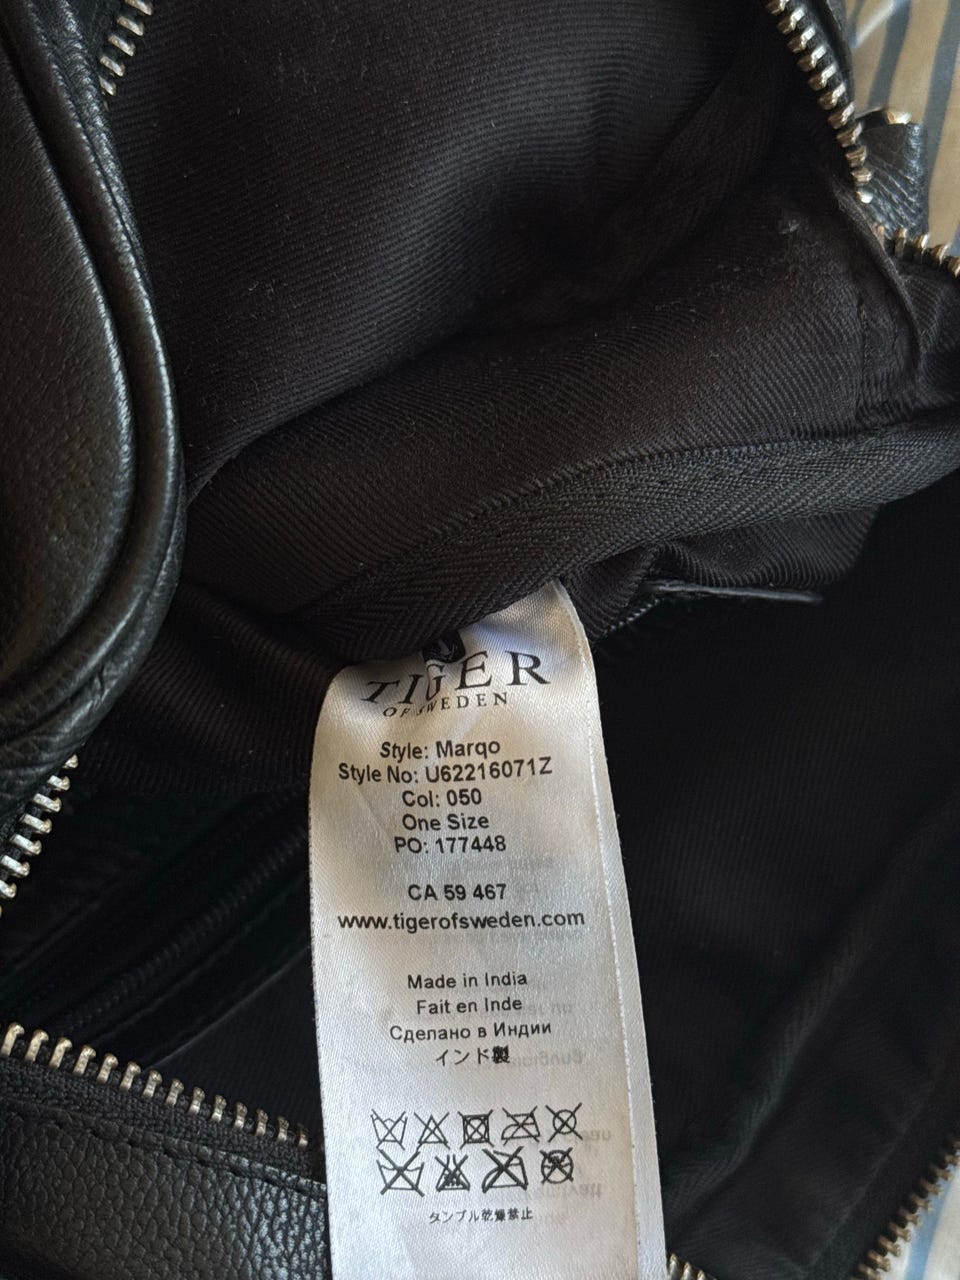 TIGER
OF SWEDEN
Style: Marqo
Style No: U62216071Z
Col: 050
One Size
PO: 177448
CA 59 467
www.tigerofsweden.com
Made in India
Fait en Inde
Сделано в Индии
インド製
タンブル乾燥禁止